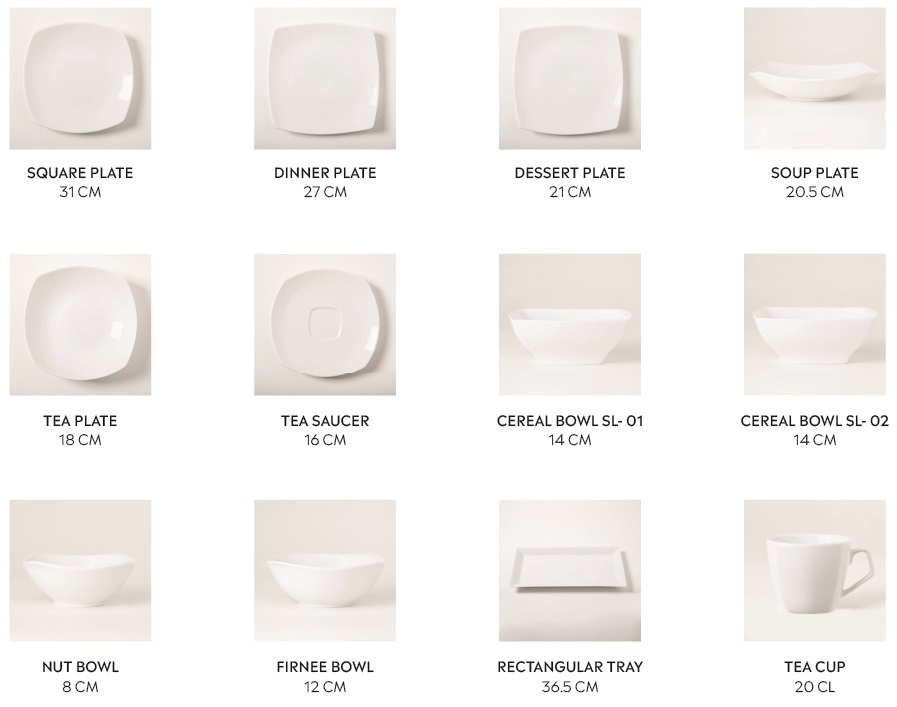 SQUARE PLATE
31 CM
DINNER PLATE
27 CM
DESSERT PLATE
21 CM
SOUP PLATE
20.5 CM
TEA PLATE
18 CM
TEA SAUCER
16 CM
CEREAL BOWL SL- 01
14 CM
CEREAL BOWL SL- 02
14 CM
NUT BOWL
8 CM
FIRNEE BOWL
12 CM
RECTANGULAR TRAY
36.5 CM
TEA CUP
20 CL